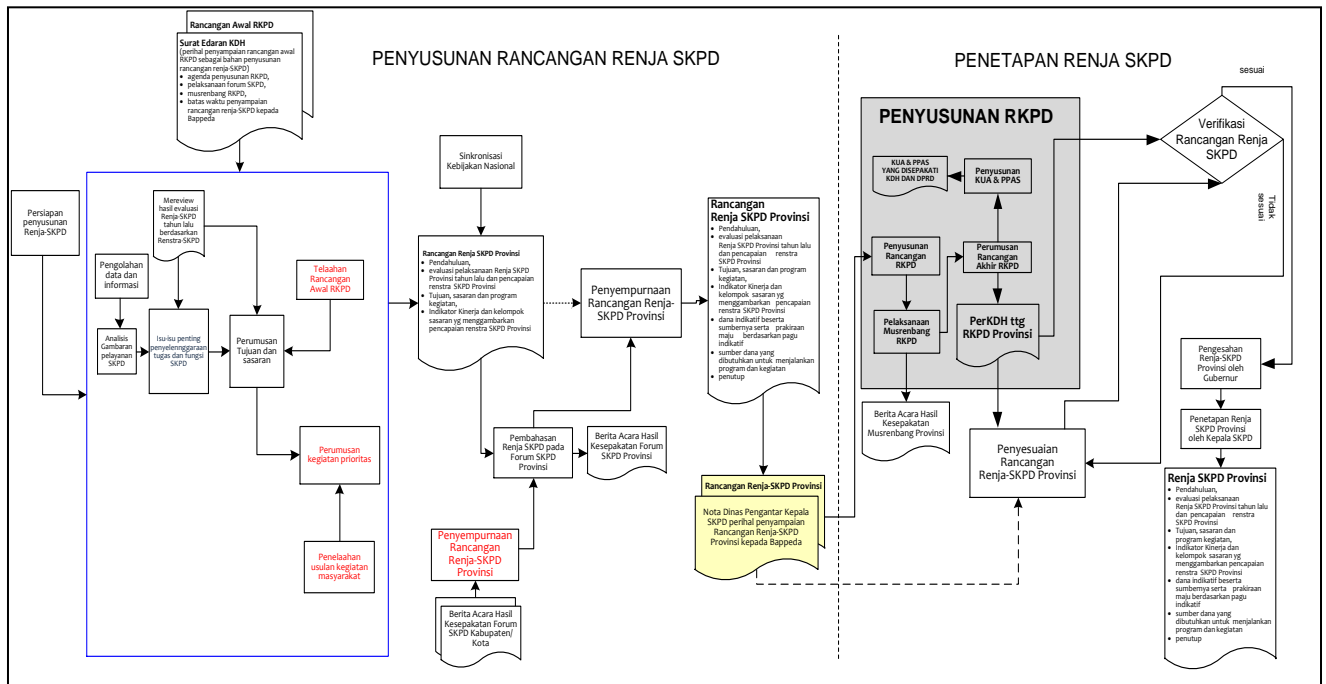 Rancangan Awal RKPD
Surat Edaran KDH
(perihal penyampaian rancangan awal
RKPD sebagai bahan penyusunan
rancangan renja-SKPD)
• agenda penyusunan RKPD,
• pelaksanaan forum SKPD,
• musrenbang RKPD,
• batas waktu penyampaian
rancangan renja-SKPD kepada
Bappeda
PENYUSUNAN RANCANGAN RENJA SKPD
Persiapan
penyusunan
Renja-SKPD
Mereview
hasil evaluasi
Renja-SKPD
tahun lalu
berdasarkan
Renstra-SKPD
Pengolahan
data dan
informasi
Analisis
Gambaran
pelayanan
SKPD
Isu-isu penting
penyelennggaraan
tugas dan fungsi
SKPD
Perumusan
Tujuan dan
sasaran
Telaahan
Rancangan
Awal RKPD
Perumusan
kegiatan prioritas
Penelaahan
usulan kegiatan
masyarakat
Sinkronisasi
Kebijakan Nasional
Rancangan Renja SKPD Provinsi
• Pendahuluan,
• evaluasi pelaksanaan Renja SKPD
Provinsi tahun lalu dan pencapaian
renstra SKPD Provinsi
• Tujuan, sasaran dan program
kegiatan,
• Indikator Kinerja dan kelompok
sasaran yg menggambarkan
pencapaian renstra SKPD Provinsi
Penyempurnaan
Rancangan Renja-
SKPD Provinsi
Pembahasan
Renja SKPD pada
Forum SKPD
Provinsi
Berita Acara Hasil
Kesepakatan Forum
SKPD Provinsi
Penyempurnaan
Rancangan
Renja-SKPD
Provinsi
Berita Acara Hasil
Kesepakatan Forum
SKPD Kabupaten/
Kota
Rancangan
Renja SKPD Provinsi
• Pendahuluan,
• evaluasi pelaksanaan
Renja SKPD Provinsi tahun lalu
dan pencapaian renstra
SKPD Provinsi
• Tujuan, sasaran dan program
kegiatan,
• Indikator Kinerja dan
kelompok sasaran yg
menggambarkan pencapaian
renstra SKPD Provinsi
• dana indikatif beserta
sumbernya serta prakiraan
maju berdasarkan pagu
indikatif
• sumber dana yang
dibutuhkan untuk menjalankan
program dan kegiatan
• penutup
Rancangan Renja-SKPD Provinsi
Nota Dinas Pengantar Kepala
SKPD perihal penyampaian
Rancangan Renja-SKPD
Provinsi kepada Bappeda
PENETAPAN RENJA SKPD
PENYUSUNAN RKPD
KUA & PPAS
YANG DISEPAKATI
KDH DAN DPRD
Penyusunan
KUA & PPAS
Penyusunan
Rancangan
RKPD
Perumusan
Rancangan
Akhir RKPD
Pelaksanaan
Musrenbang
RKPD
PerKDH ttg
RKPD Provinsi
Berita Acara Hasil
Kesepakatan
Musrenbang Provinsi
Penyesuaian
Rancangan
Renja-SKPD Provinsi
sesuai
Verifikasi
Rancangan Renja
SKPD
Tidak
sesuai
Pengesahan
Renja-SKPD
Provinsi oleh
Gubernur
Penetapan Renja
SKPD Provinsi
oleh Kepala SKPD
Renja SKPD Provinsi
• Pendahuluan,
• evaluasi pelaksanaan
Renja SKPD Provinsi tahun lalu
dan pencapaian renstra
SKPD Provinsi
• Tujuan, sasaran dan
program kegiatan,
• Indikator Kinerja dan
kelompok sasaran yg
menggambarkan pencapaian
renstra SKPD Provinsi
• dana indikatif beserta
sumbernya serta prakiraan
maju berdasarkan pagu
indikatif
• sumber dana yang
dibutuhkan untuk menjalankan
program dan kegiatan
• penutup